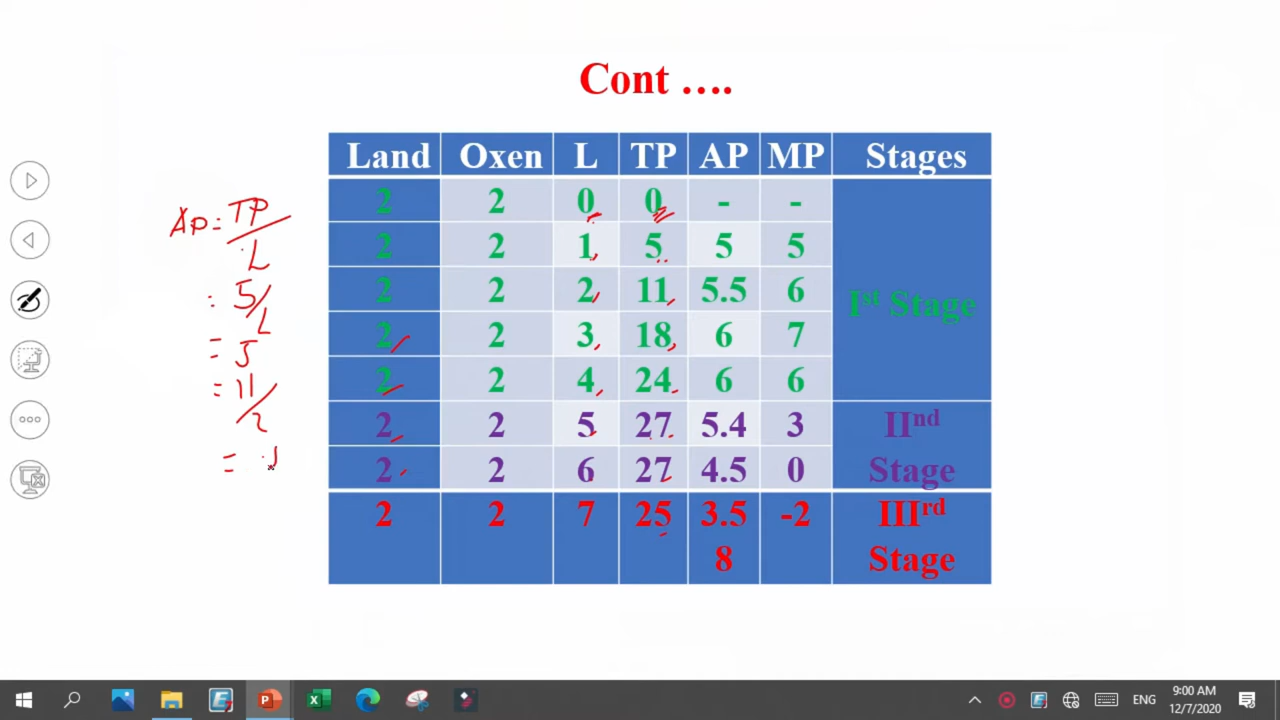 Cont ….
Land Oxen L TP AP MP Stages
2 2 0 0 - - Ist Stage
2 2 1 5 5 5
2 2 2 11 5.5 6
2 2 3 18 6 7
2 2 4 24 6 6
2 2 5 27 5.4 3 IInd
2 2 6 27 4.5 0 Stage
2 2 7 25 3.5 -2 IIIrd
8 Stage
AP = TP
L
= 5/
L
= 5
= 11/
2
=
ENG
9:00 AM
12/7/2020